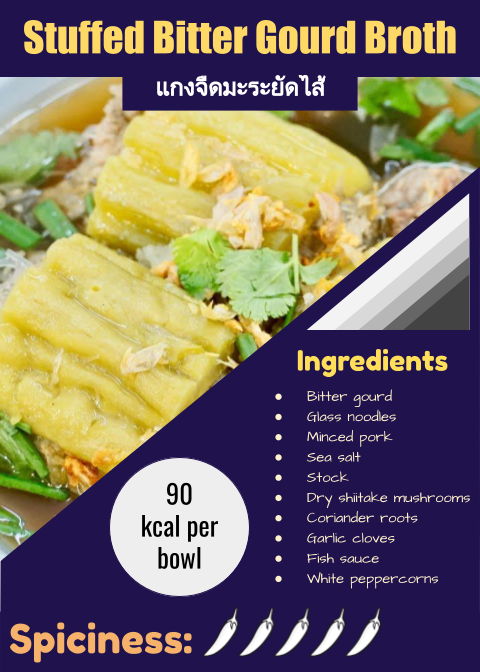 Stuffed Bitter Gourd Broth
แกงจืดมะระยัดไส้
Ingredients
• Bitter gourd
• Glass noodles
• Minced pork
• Sea salt
• Stock
• Dry shiitake mushrooms
• Coriander roots
• Garlic cloves
• Fish sauce
• White peppercorns
90
kcal per
bowl
Spiciness: